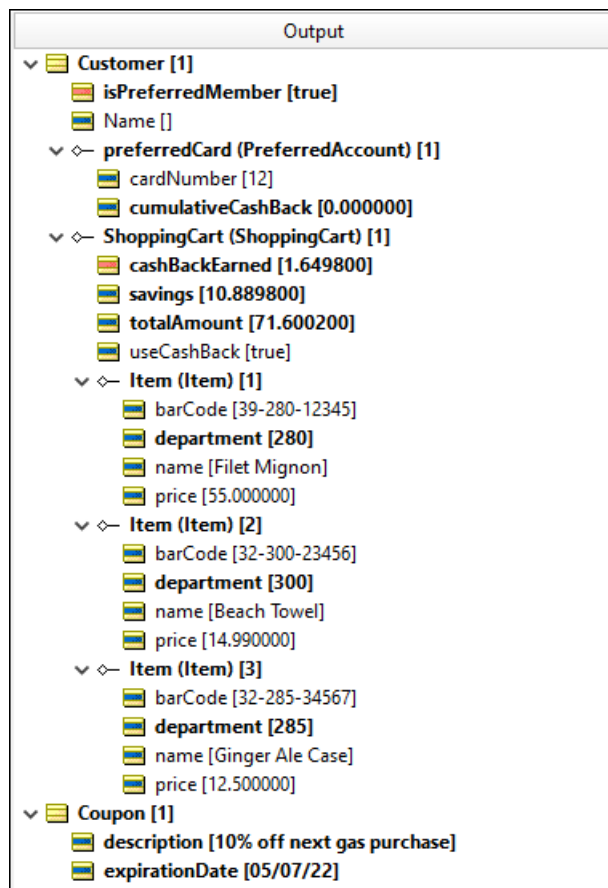 Output
Customer [1]
isPreferredMember [true]
Name []
preferredCard (PreferredAccount) [1]
cardNumber [12]
cumulativeCashBack [0.000000]
ShoppingCart (ShoppingCart) [1]
cashBackEarned [1.649800]
savings [10.889800]
totalAmount [71.600200]
useCashBack [true]
Item (Item) [1]
barCode [39-280-12345]
department [280]
name [Filet Mignon]
price [55.000000]
Item (Item) [2]
barCode [32-300-23456]
department [300]
name [Beach Towel]
price [14.990000]
Item (Item) [3]
barCode [32-285-34567]
department [285]
name [Ginger Ale Case]
price [12.500000]
Coupon [1]
description [10% off next gas purchase]
expirationDate [05/07/22]